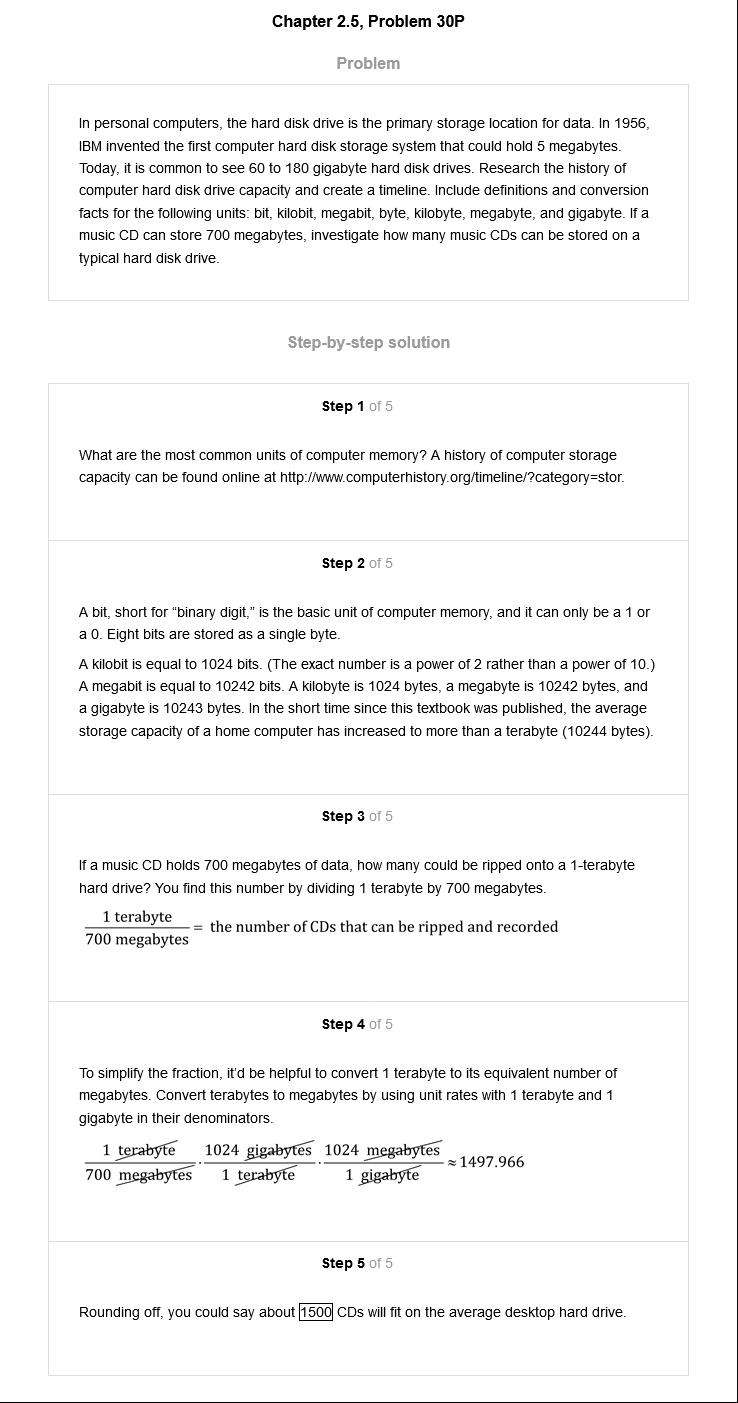 Chapter 2.5, Problem 30P
Problem
In personal computers, the hard disk drive is the primary storage location for data. In 1956,
IBM invented the first computer hard disk storage system that could hold 5 megabytes.
Today, it is common to see 60 to 180 gigabyte hard disk drives. Research the history of
computer hard disk drive capacity and create a timeline. Include definitions and conversion
facts for the following units: bit, kilobit, megabit, byte, kilobyte, megabyte, and gigabyte. If a
music CD can store 700 megabytes, investigate how many music CDs can be stored on a
typical hard disk drive.
Step-by-step solution
Step 1 of 5
What are the most common units of computer memory? A history of computer storage
capacity can be found online at http://www.computerhistory.org/timeline/?category=stor.
Step 2 of 5
A bit, short for “binary digit,” is the basic unit of computer memory, and it can only be a 1 or
a 0. Eight bits are stored as a single byte.
A kilobit is equal to 1024 bits. (The exact number is a power of 2 rather than a power of 10.)
A megabit is equal to 10242 bits. A kilobyte is 1024 bytes, a megabyte is 10242 bytes, and
a gigabyte is 10243 bytes. In the short time since this textbook was published, the average
storage capacity of a home computer has increased to more than a terabyte (10244 bytes).
Step 3 of 5
If a music CD holds 700 megabytes of data, how many could be ripped onto a 1-terabyte
hard drive? You find this number by dividing 1 terabyte by 700 megabytes.
1 terabyte
700 megabytes
= the number of CDs that can be ripped and recorded
Step 4 of 5
To simplify the fraction, it’d be helpful to convert 1 terabyte to its equivalent number of
megabytes. Convert terabytes to megabytes by using unit rates with 1 terabyte and 1
gigabyte in their denominators.
1 terabyte 1024 gigabytes 1024 megabytes
700 megabytes · 1 terabyte · 1 gigabyte ≈ 1497.966
Step 5 of 5
Rounding off, you could say about 1500 CDs will fit on the average desktop hard drive.